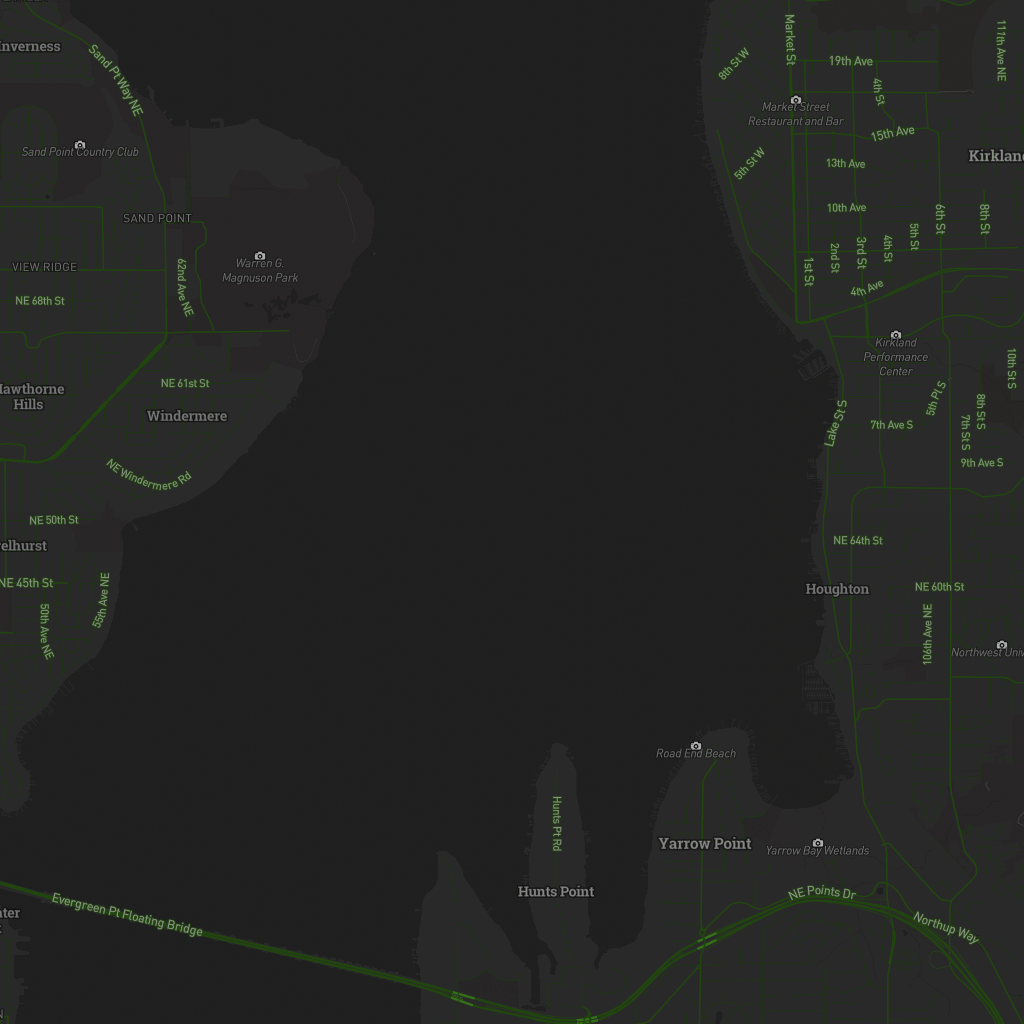 Inverness
Sand Pt Way NE
Sand Point Country Club
SAND POINT
VIEW RIDGE
NE 68th St
62nd Ave NE
Warren G.
Magnuson Park
NE 61st St
Windermere
Hawthorne
Hills
NE Windermere Rd
NE 50th St
NE 45th St
50th Ave NE
55th Ave NE
Evergreen Pt Floating Bridge
Hunts Pt Rd
Hunts Point
Road End Beach
Yarrow Point
Yarrow Bay Wetlands
NE Points Dr
Northup Way
8th St W
Market St
19th Ave
4th St
111th Ave NE
Market Street
Restaurant and Bar
15th Ave
5th St W
13th Ave
Kirklan
10th Ave
6th St
8th St
5th St
4th St
3rd St
2nd St
1st St
4th Ave
Kirkland
Performance
Center
10th St S
5th Pl S
8th St S
7th St S
Lake St S
7th Ave S
9th Ave S
NE 64th St
Houghton
NE 60th St
106th Ave NE
Northwest Univ